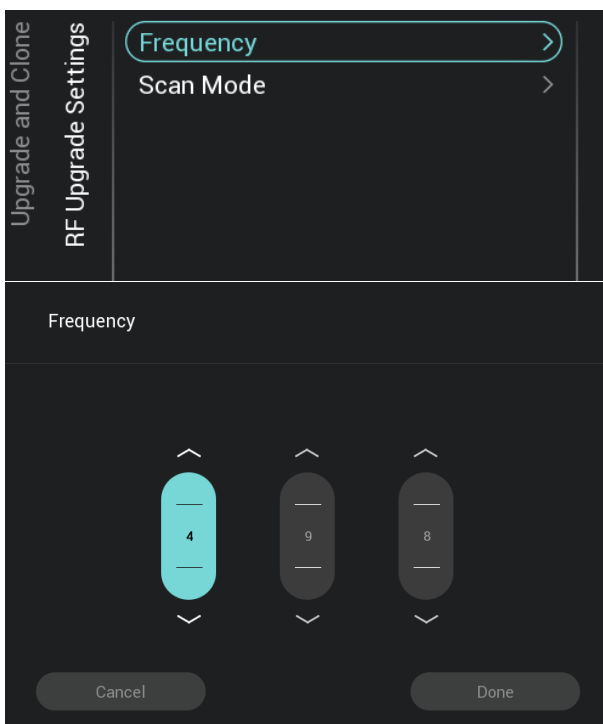 Upgrade and Clone
RF Upgrade Settings
Frequency
Scan Mode
Frequency
4 9 8
Cancel Done